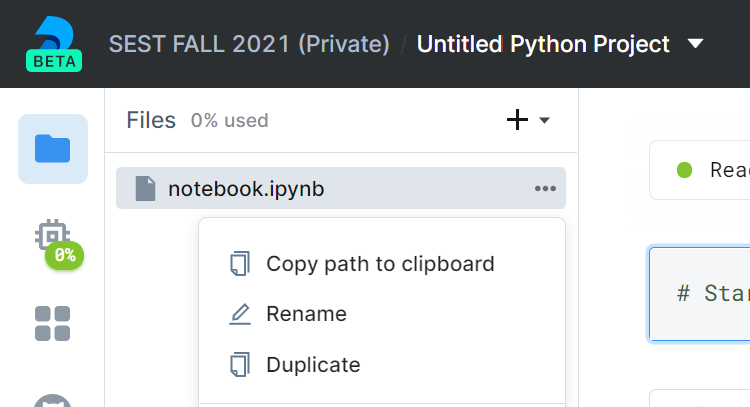 BETA
SEST FALL 2021 (Private) / Untitled Python Project
Files 0% used
notebook.ipynb
Copy path to clipboard
Rename
Duplicate
0%
Rea
# Star